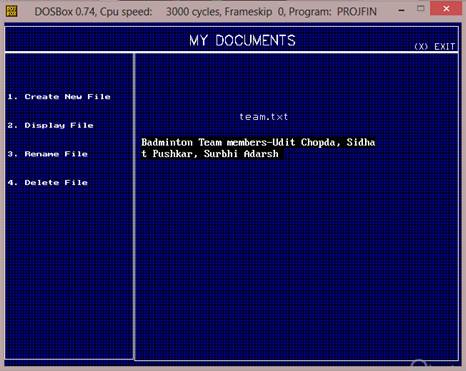 DOSBox 0.74, Cpu speed: 3000 cycles, Frameskip 0, Program: PROJFIN
MY DOCUMENTS
(X) EXIT
1. Create New File
2. Display File
3. Rename File
4. Delete File
team.txt
Badminton Team members-Udit Chopda, Sidha
t Pushkar, Surbhi Adarsh